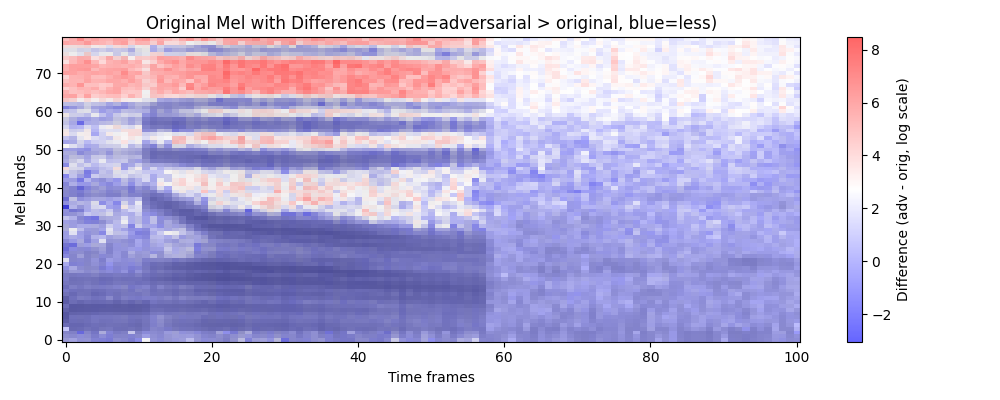 Original Mel with Differences (red=adversarial > original, blue=less)
Mel bands
70
60
50
40
30
20
10
0
0 20 40 60 80 100
Time frames
8
6
4
2
0
−2
Difference (adv - orig, log scale)